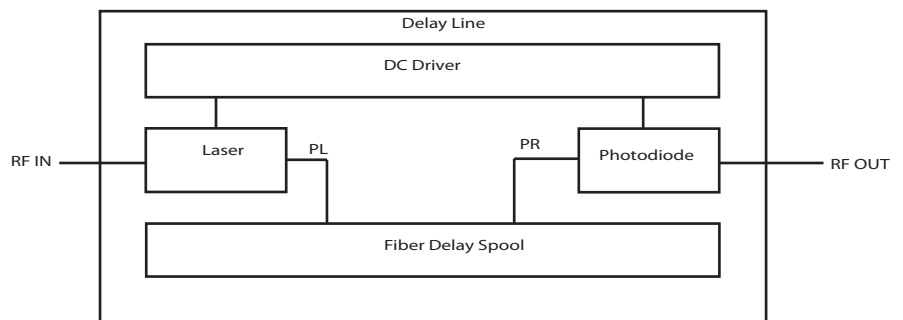 Delay Line
DC Driver
Laser
PL
PR
Photodiode
RF IN
RF OUT
Fiber Delay Spool